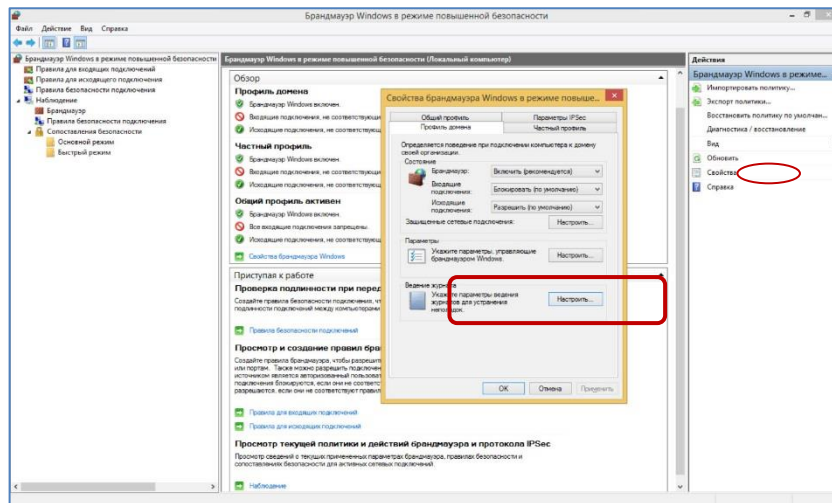 Брандмауэр Windows в режиме повышенной безопасности
Файл Действие Вид Справка
Брандмауэр Windows в режиме повышенной безопасности
Правила для входящих подключений
Правила для исходящего подключения
Правила безопасности подключения
Наблюдение
Брандмауэр
Правила безопасности подключения
Сопоставления безопасности
Основной режим
Быстрый режим
Брандмауэр Windows в режиме повышенной безопасности (Локальный компьютер)
Обзор
Профиль домена
Брандмауэр Windows включен.
Входящие подключения, не соответствующи
Исходящие подключения, не соответствующ
Частный профиль
Брандмауэр Windows включен
Входящие подключения, не соответствующи
Исходящие подключения, не соответствующ
Общий профиль активен
Брандмауэр Windows включен.
Все входящие подключения запрещены.
Исходящие подключения, не соответствующ
Свойства брандмауэра Windows
Приступая к работе
Проверка подлинности при перед
Создайте правила безопасности подключения, чт
подлинности подключений между компьютерами
Правила безопасности подключений
Просмотр и создание правил бра
Создайте правила брандмауэра, чтобы разрешит
или портам. Также можно разрешить подключен
источником является авторизованный пользоват
подключения блокируются, если они не соответс
разрешаются, если они не соответствуют правил
Правила для входящих подключений
Правила для исходящих подключений
Просмотр текущей политики и действий брандмауэра и протокола IPSec
Просмотр сведений о текущих примененных параметрах брандмауэра, правилах безопасности и
сопоставлениях безопасности для активных сетевых подключений.
Наблюдение
Свойства брандмауэра Windows в режиме повыше...
Общий профиль Параметры IPSec
Профиль домена Частный профиль
Определяется поведение при подключении компьютера к домену
своей организации.
Состояние
Брандмауэр: Включить (рекомендуется)
Входящие
подключения: Блокировать (по умолчанию)
Исходящие
подключения: Разрешить (по умолчанию)
Защищенные сетевые подключения: Настроить...
Параметры
Укажите параметры, управляющие
брандмауэром Windows. Настроить...
Ведение журнала
Укажите параметры ведения
журналов для устранения
неполадок. Настроить...
ОК Отмена Применить
Действия
Брандмауэр Windows в режиме...
Импортировать политику...
Экспорт политики...
Восстановить политику по умолчан...
Диагностика / восстановление
Вид
Обновить
Свойства
Справка